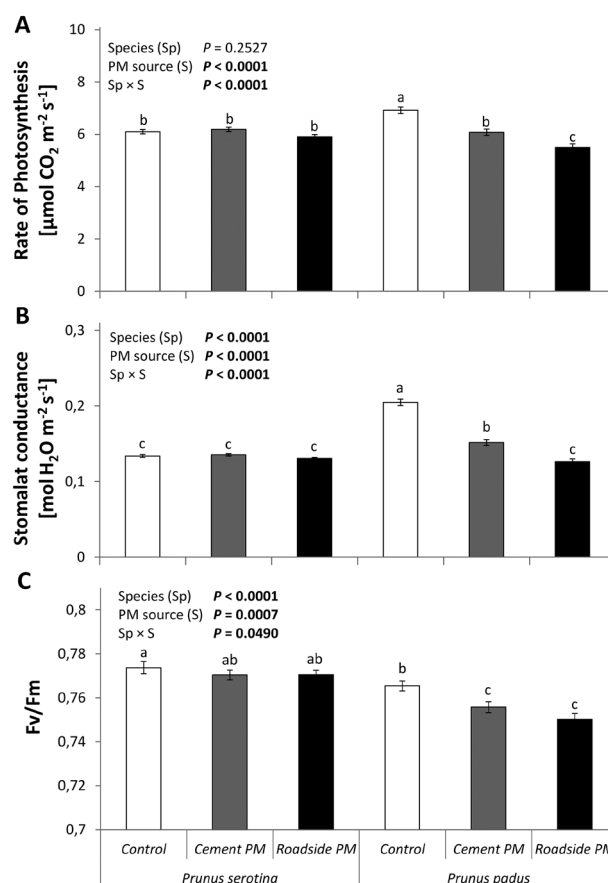 A
Rate of Photosynthesis
[µmol CO2 m-2 s-1]
10
8
6
4
2
0
Species (Sp) P = 0.2527
PM source (S) P < 0.0001
Sp × S P < 0.0001
b
b
b
a
b
c
B
Stomalat conductance
[mol H2O m-2 s-1]
0,3
0,2
0,1
0
Species (Sp) P < 0.0001
PM source (S) P < 0.0001
Sp × S P < 0.0001
c
c
c
a
b
c
C
Fv/Fm
0,8
0,78
0,76
0,74
0,72
0,7
Species (Sp) P < 0.0001
PM source (S) P = 0.0007
Sp × S P = 0.0490
a
ab
ab
b
c
c
Control Cement PM Roadside PM Control Cement PM Roadside PM
Prunus serotina Prunus padus